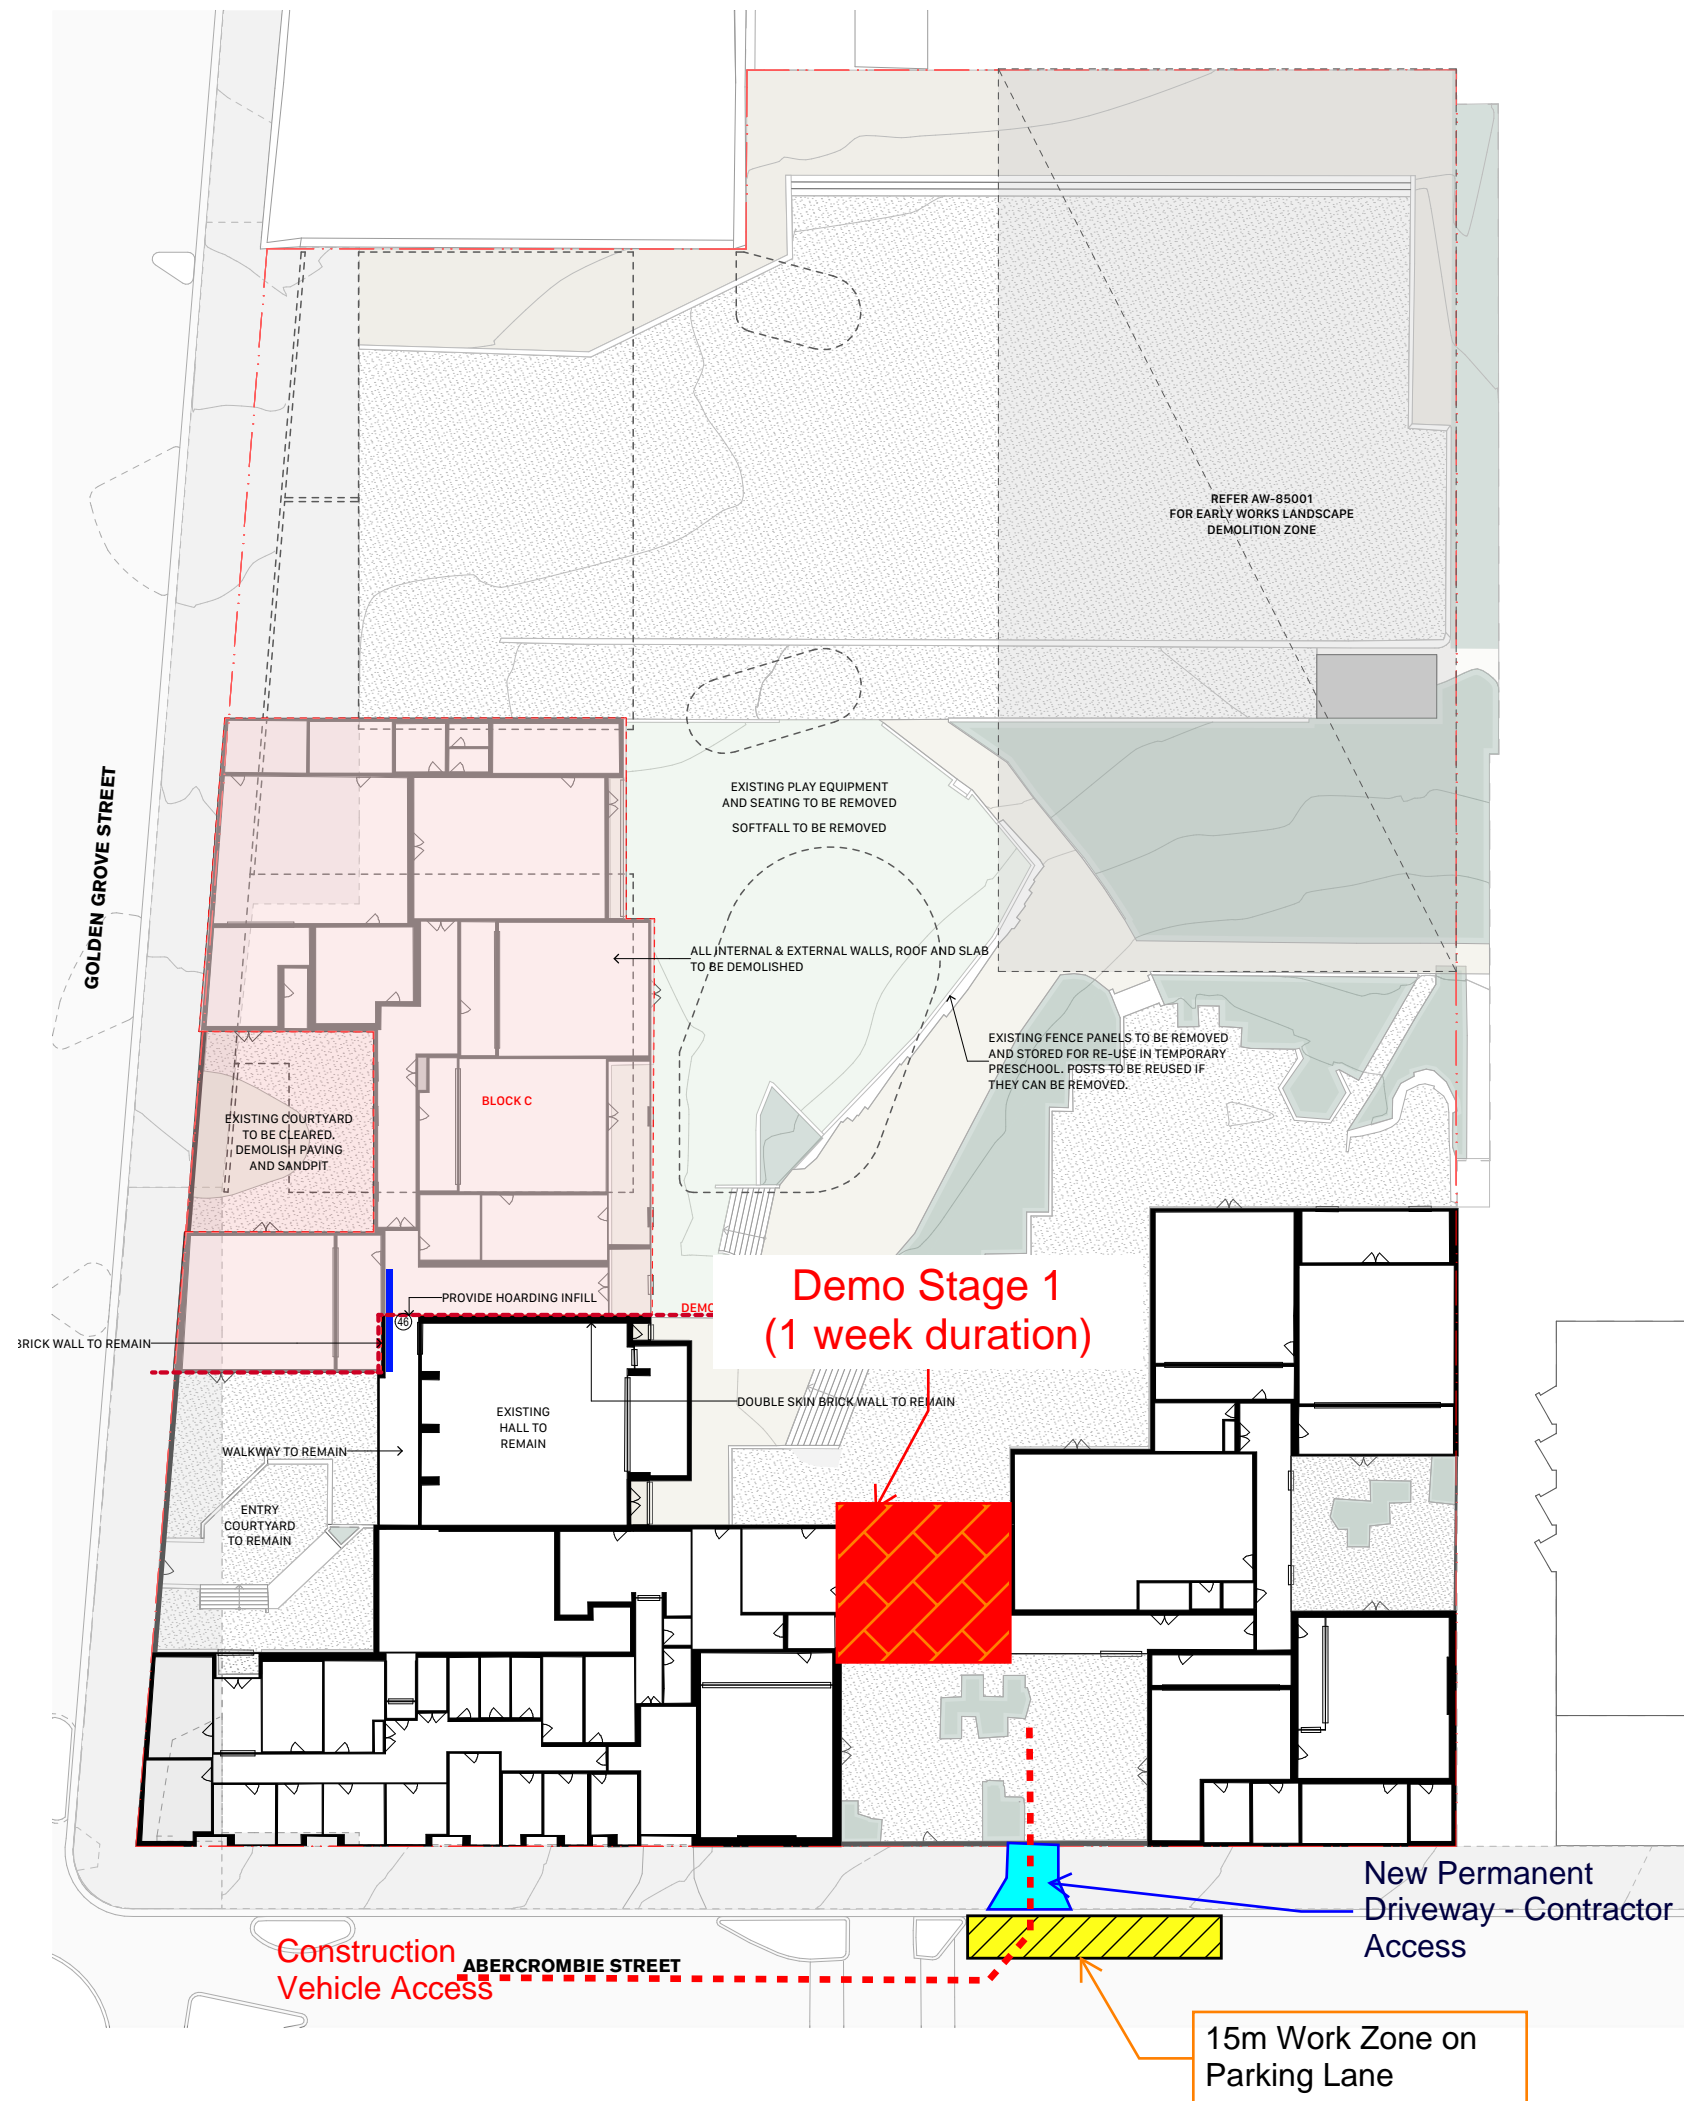 REFER AW-85001
FOR EARLY WORKS LANDSCAPE
DEMOLITION ZONE
GOLDEN GROVE STREET
EXISTING PLAY EQUIPMENT
AND SEATING TO BE REMOVED
SOFTFALL TO BE REMOVED
ALL INTERNAL & EXTERNAL WALLS, ROOF AND SLAB
TO BE DEMOLISHED
EXISTING FENCE PANELS TO BE REMOVED
AND STORED FOR RE-USE IN TEMPORARY
PRESCHOOL. POSTS TO BE REUSED IF
THEY CAN BE REMOVED.
BLOCK C
EXISTING COURTYARD
TO BE CLEARED.
DEMOLISH PAVING
AND SANDPIT
Demo Stage 1
(1 week duration)
PROVIDE HOARDING INFILL
DEMO
46
BRICK WALL TO REMAIN
DOUBLE SKIN BRICK WALL TO REMAIN
EXISTING
HALL TO
REMAIN
WALKWAY TO REMAIN
ENTRY
COURTYARD
TO REMAIN
New Permanent
Driveway - Contractor
Access
Construction
Vehicle Access
ABERCROMBIE STREET
15m Work Zone on
Parking Lane